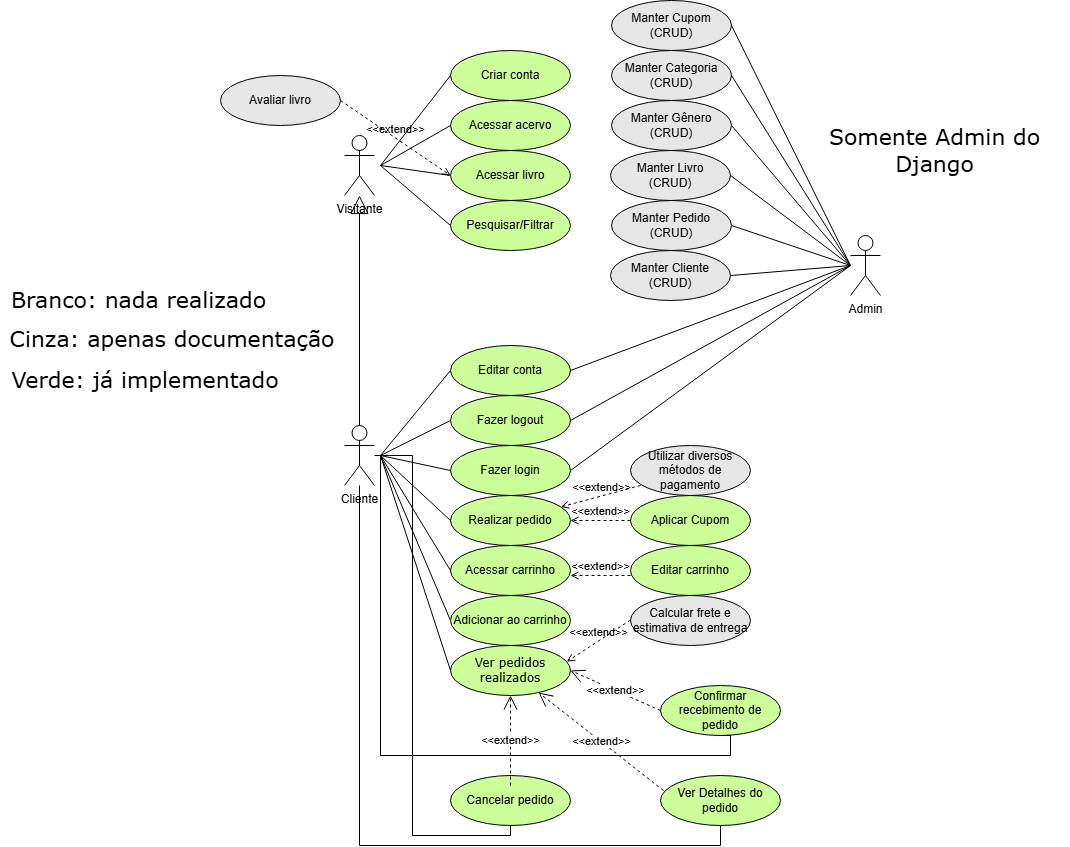 Manter Cupom
(CRUD)
Criar conta
Manter Categoria
(CRUD)
Avaliar livro
<<extend>>
Acessar acervo
Manter Gênero
(CRUD)
Somente Admin do
Django
Acessar livro
Manter Livro
(CRUD)
Visitante
Pesquisar/Filtrar
Manter Pedido
(CRUD)
Manter Cliente
(CRUD)
Admin
Branco: nada realizado
Cinza: apenas documentação
Verde: já implementado
Editar conta
Fazer logout
Fazer login
Cliente
Utilizar diversos
métodos de
pagamento
<<extend>>
Realizar pedido
<<extend>>
Aplicar Cupom
Acessar carrinho
<<extend>>
Editar carrinho
Adicionar ao carrinho
<<extend>>
Calcular frete e
estimativa de entrega
Ver pedidos
realizados
<<extend>>
Confirmar
recebimento de
pedido
<<extend>>
<<extend>>
Cancelar pedido
Ver Detalhes do
pedido